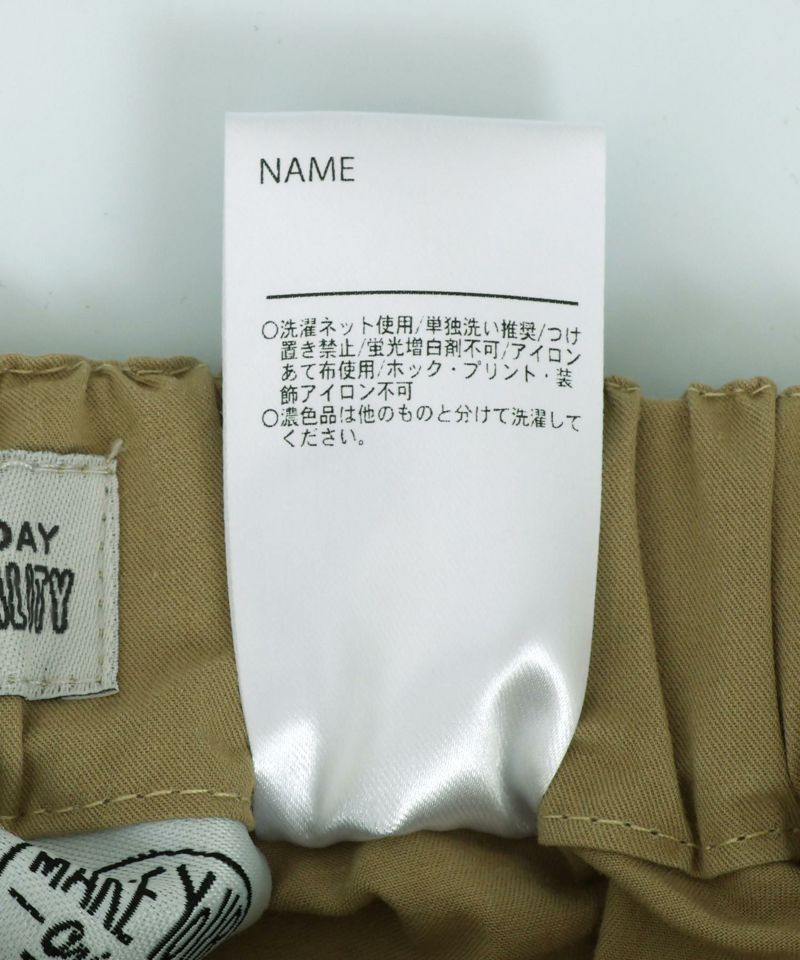 NAME
○洗濯ネット使用/単独洗い推奨/つけ
置き禁止/蛍光増白剤不可/アイロン
あて布使用/ホック・プリント・装
飾アイロン不可
○濃色品は他のものと分けて洗濯して
ください。
DAY
ALITY
MAKE YOUR